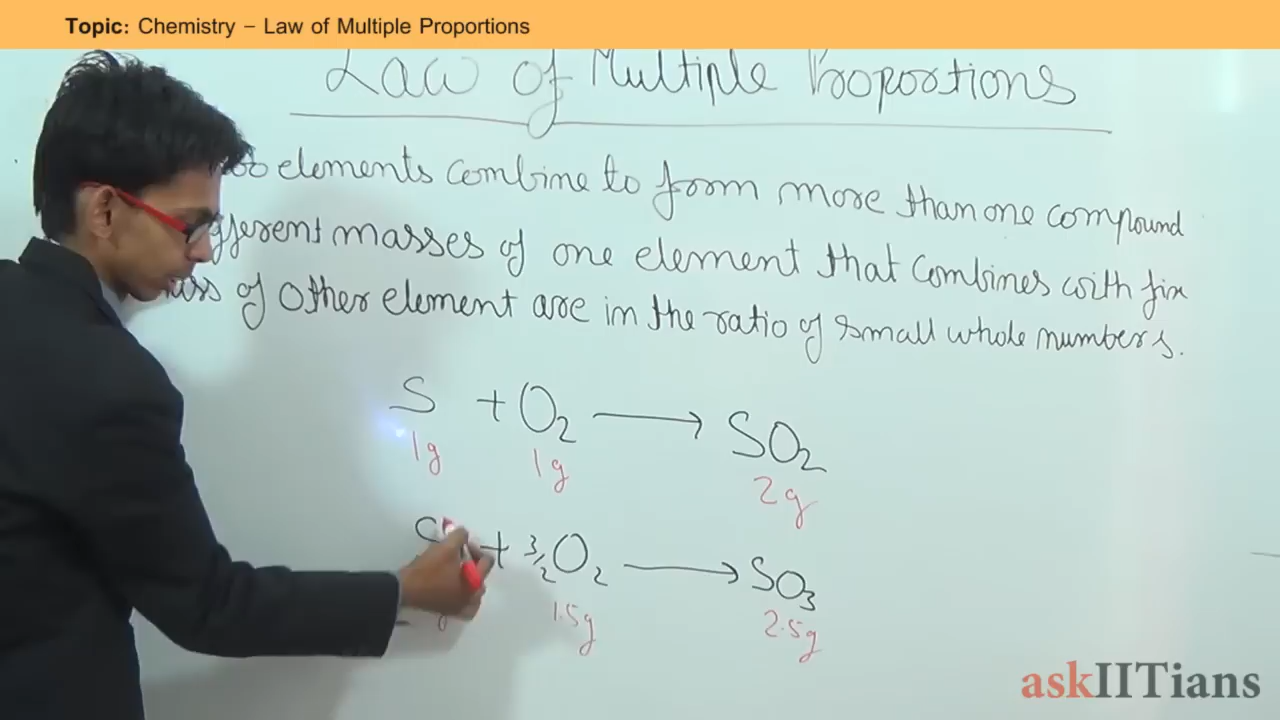 Topic: Chemistry – Law of Multiple Proportions
Law of Multiple Proportions
elements combine to form more than one compound
masses of one element that combines with fix
of other element are in the ratio of small whole numbers.
S + O₂ → SO₂
1g 1g 2g
S + 3/2 O₂ → SO₃
1.5g 2.5g
askIITians